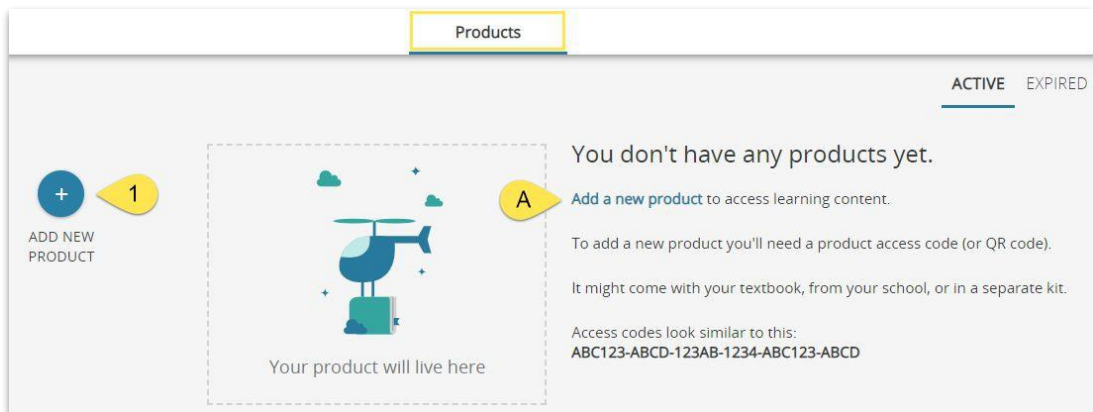 Products
ACTIVE EXPIRED
+
1
ADD NEW
PRODUCT
Your product will live here
You don't have any products yet.
A
Add a new product to access learning content.
To add a new product you'll need a product access code (or QR code).
It might come with your textbook, from your school, or in a separate kit.
Access codes look similar to this:
ABC123-ABCD-123AB-1234-ABC123-ABCD